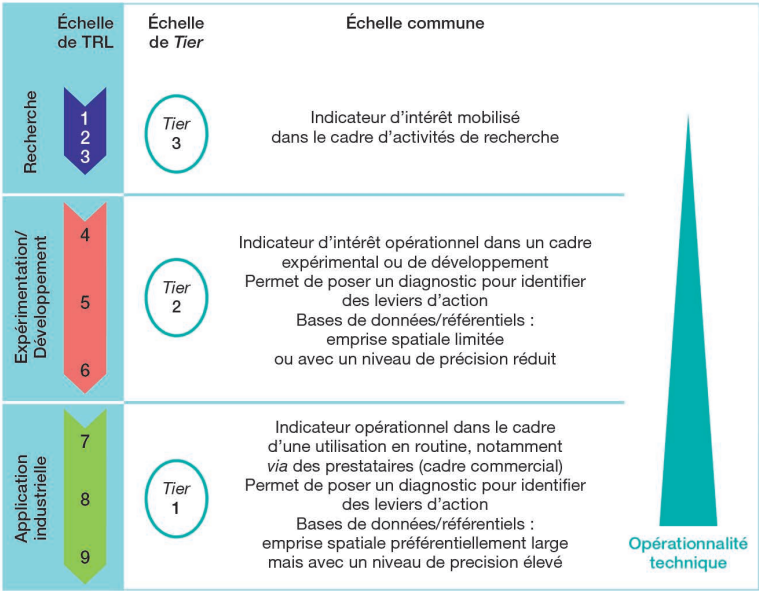 Échelle
de TRL
Échelle
de Tier
Échelle commune
Recherche
1
2
3
Tier
3
Indicateur d'intérêt mobilisé
dans le cadre d'activités de recherche
Expérimentation/
Développement
4
5
6
Tier
2
Indicateur d'intérêt opérationnel dans un cadre
expérimental ou de développement
Permet de poser un diagnostic pour identifier
des leviers d'action
Bases de données/référentiels :
emprise spatiale limitée
ou avec un niveau de précision réduit
Application
industrielle
7
8
9
Tier
1
Indicateur opérationnel dans le cadre
d'une utilisation en routine, notamment
via des prestataires (cadre commercial)
Permet de poser un diagnostic pour identifier
des leviers d'action
Bases de données/référentiels :
emprise spatiale préférentiellement large
mais avec un niveau de precision élevé
Opérationnalité
technique